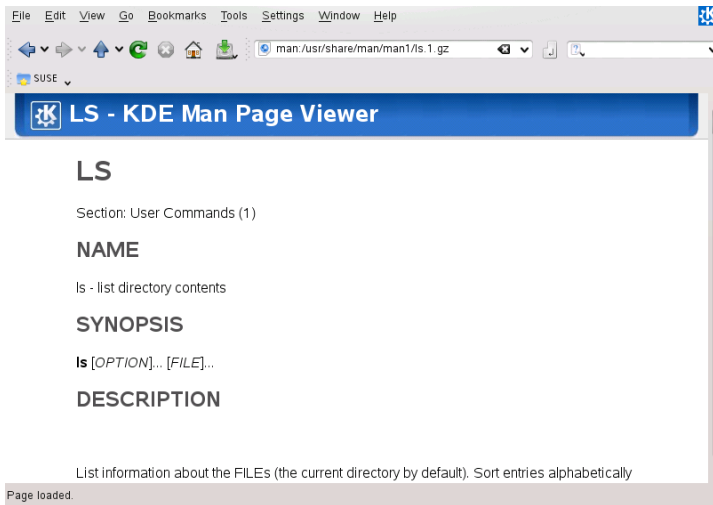 File Edit View Go Bookmarks Tools Settings Window Help
man:/usr/share/man/man1/ls.1.gz
SUSE
LS - KDE Man Page Viewer
LS
Section: User Commands (1)
NAME
ls - list directory contents
SYNOPSIS
ls [OPTION]... [FILE]...
DESCRIPTION
List information about the FILEs (the current directory by default). Sort entries alphabetically
Page loaded.